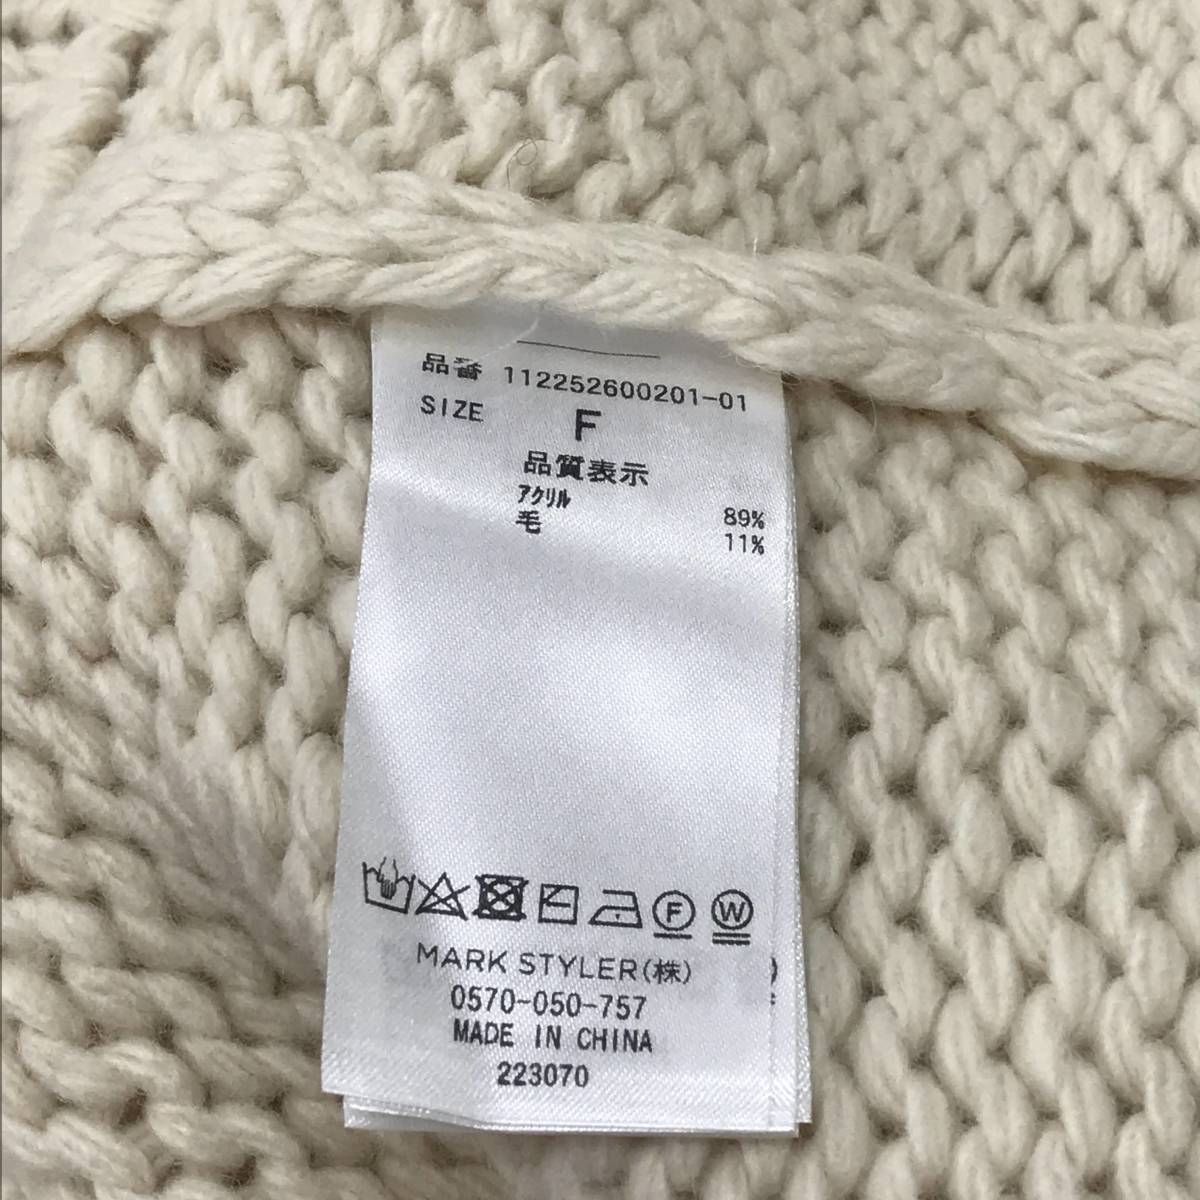 品番 112252600201-01
SIZE F
品質表示
アクリル 89%
毛 11%
F W
MARK STYLER(株)
0570-050-757
MADE IN CHINA
223070